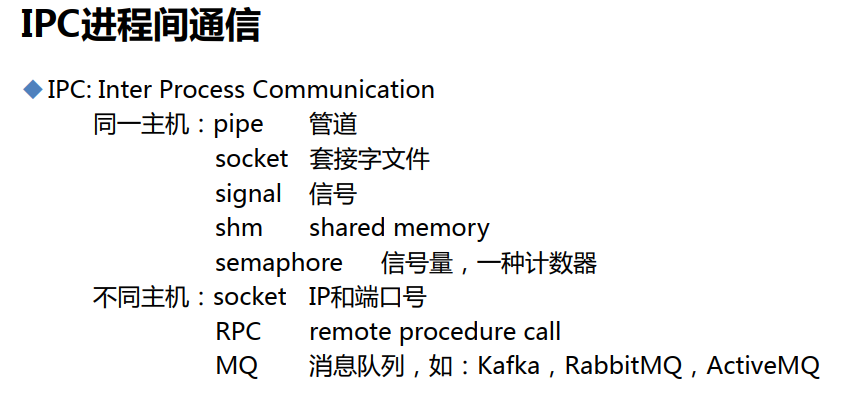 IPC进程间通信
IPC: Inter Process Communication
同一主机：pipe 管道
socket 套接字文件
signal 信号
shm shared memory
semaphore 信号量，一种计数器
不同主机：socket IP和端口号
RPC remote procedure call
MQ 消息队列，如：Kafka，RabbitMQ，ActiveMQ